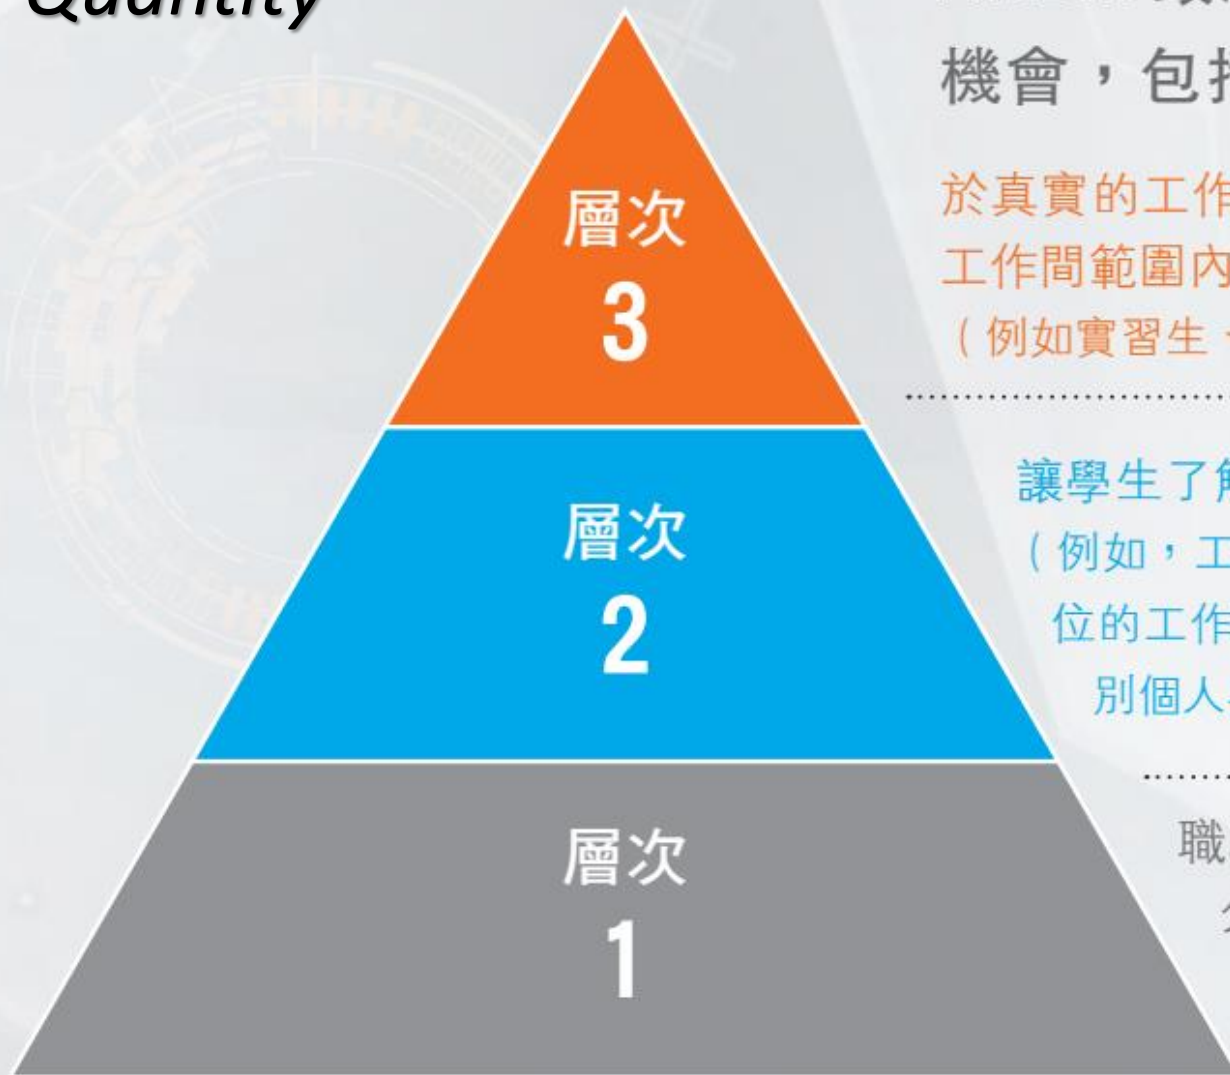 Quantity
機會，包
層次
3
於真實的工作
工作間範圍內
（例如實習生、
層次
2
讓學生了解
（例如，工
位的工作
別個人
層次
1
職